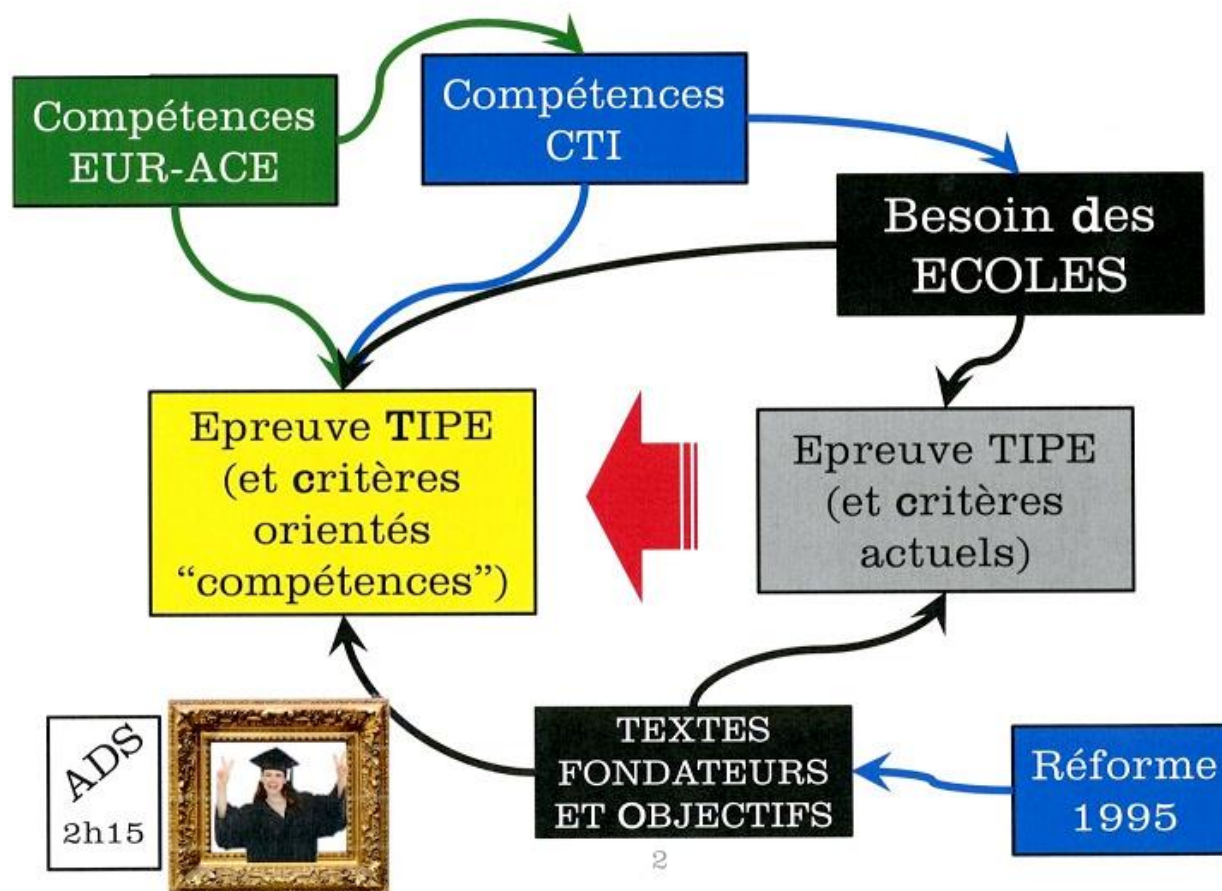 Compétences
EUR-ACE
Compétences
CTI
Besoin des
ECOLES
Epreuve TIPE
(et critères
orientés
“compétences”)
Epreuve TIPE
(et critères
actuels)
ADS
2h15
TEXTES
FONDATEURS
ET OBJECTIFS
Réforme
1995
2